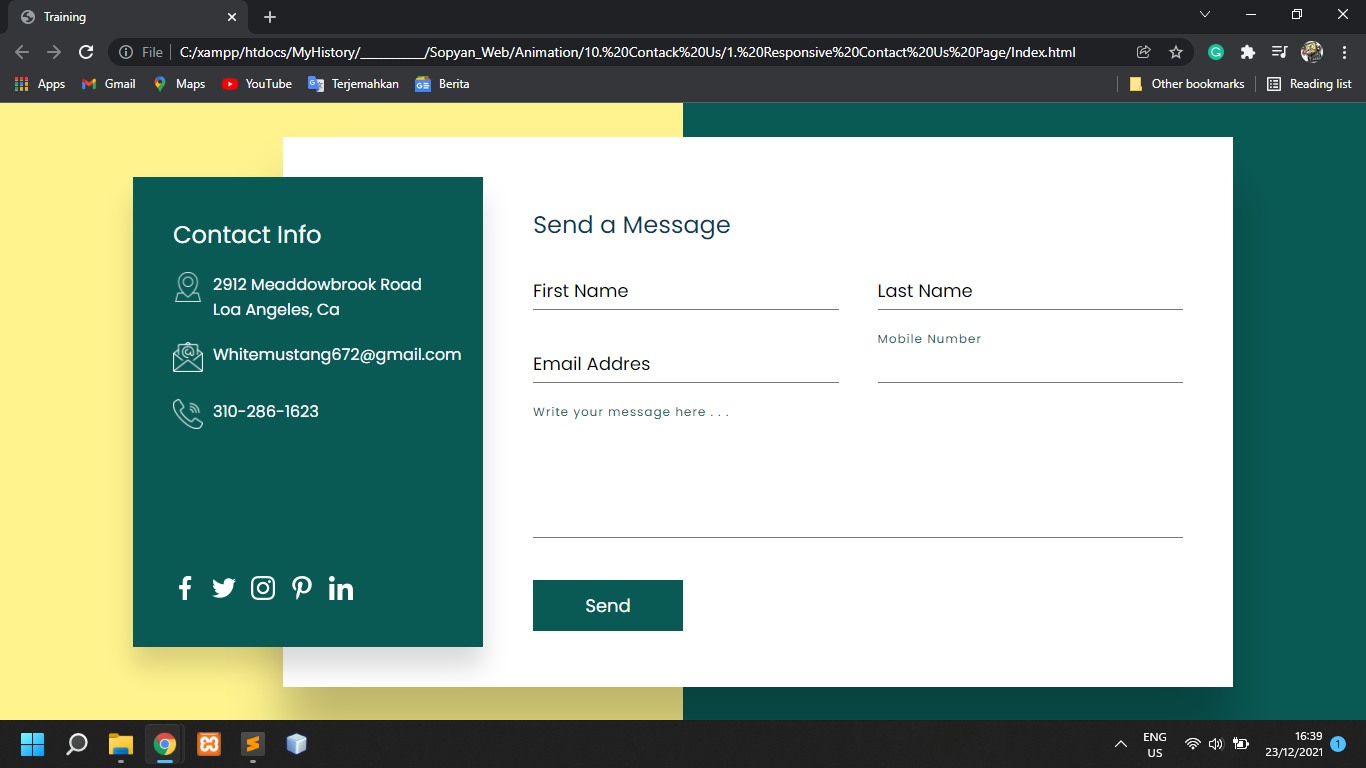 Training
File
C:/xampp/htdocs/MyHistory/__________/Sopyan_Web/Animation/10.%20Contack%20Us/1.%20Responsive%20Contact%20Us%20Page/Index.html
Apps
Gmail
Maps
YouTube
Terjemahkan
Berita
Other bookmarks
Reading list
Contact Info
2912 Meaddowbrook Road
Loa Angeles, Ca
Whitemustang672@gmail.com
310-286-1623
Send a Message
First Name
Last Name
Email Addres
Mobile Number
Write your message here . . .
Send
ENG
US
16:39
23/12/2021
1